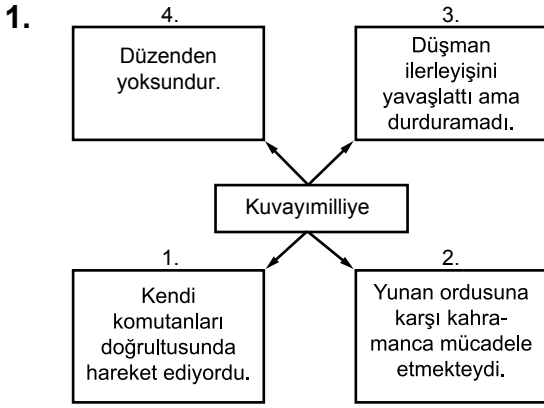 1.
4.
Düzenden
yoksundur.
3.
Düşman
ilerleyişini
yavaşlattı ama
durduramadı.
Kuvayımilliye
1.
Kendi
komutanları
doğrultusunda
hareket ediyordu.
2.
Yunan ordusuna
karşı kahra-
manca mücadele
etmekteydi.